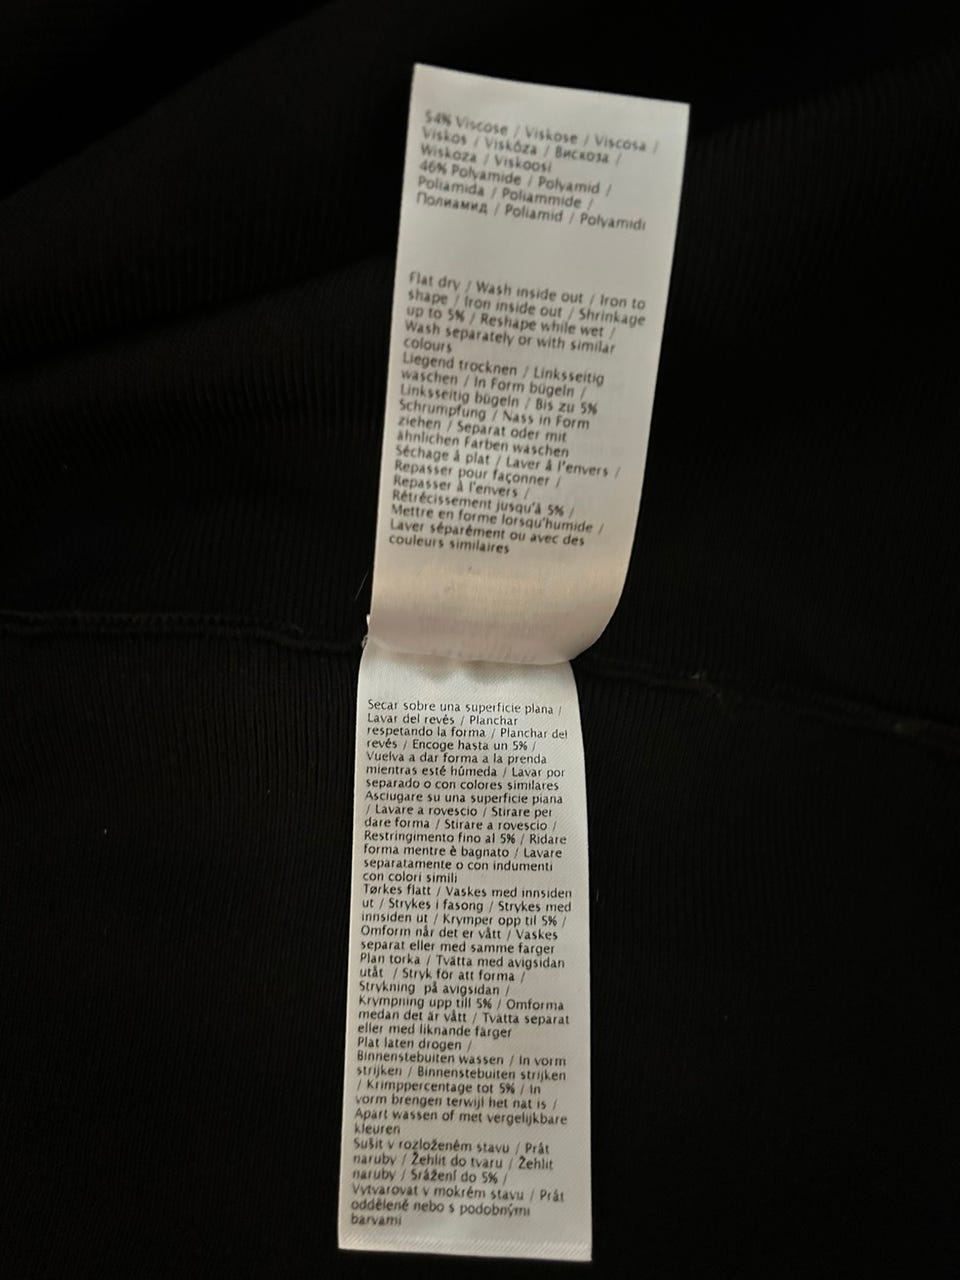 54% Viscose / Viskose / Viscosa /
Viskos / Viskóza / Вискоза /
Wiskoza / Viskoosi
46% Polyamide / Polyamid /
Poliamida / Poliammide /
Полиамид / Poliamid / Polyamidi
Flat dry / Wash inside out / Iron to
shape / Iron inside out / Shrinkage
up to 5% / Reshape while wet /
Wash separately or with similar
colours
Liegend trocknen / Linksseitig
waschen / In Form bügeln /
Linksseitig bügeln / Bis zu 5%
Schrumpfung / Nass in Form
ziehen / Separat oder mit
ähnlichen Farben waschen
Séchage à plat / Laver à l'envers /
Repasser pour façonner /
Repasser à l'envers /
Rétrécissement jusqu'à 5% /
Mettre en forme lorsqu'humide /
Laver séparément ou avec des
couleurs similaires
Secar sobre una superficie plana /
Lavar del revés / Planchar
respetando la forma / Planchar del
revés / Encoge hasta un 5% /
Vuelva a dar forma a la prenda
mientras esté húmeda / Lavar por
separado o con colores similares
Asciugare su una superficie piana
/ Lavare a rovescio / Stirare per
dare forma / Stirare a rovescio /
Restringimento fino al 5% / Ridare
forma mentre è bagnato / Lavare
separatamente o con indumenti
con colori simili
Tørkes flatt / Vaskes med innsiden
ut / Strykes i fasong / Strykes med
innsiden ut / Krymper opp til 5% /
Omform når det er vått / Vaskes
separat eller med samme farger
Plan torka / Tvätta med avigsidan
utåt / Stryk för att forma /
Strykning på avigsidan /
Krympning upp till 5% / Omforma
medan det är vått / Tvätta separat
eller med liknande färger
Plat laten drogen /
Binnenstebuiten wassen / In vorm
strijken / Binnenstebuiten strijken
/ Krimppercentage tot 5% / In
vorm brengen terwijl het nat is /
Apart wassen of met vergelijkbare
kleuren
Sušit v rozloženém stavu / Prát
naruby / Žehlit do tvaru / Žehlit
naruby / Srážení do 5% /
Vytvarovat v mokrém stavu / Prát
odděleně nebo s podobnými
barvami